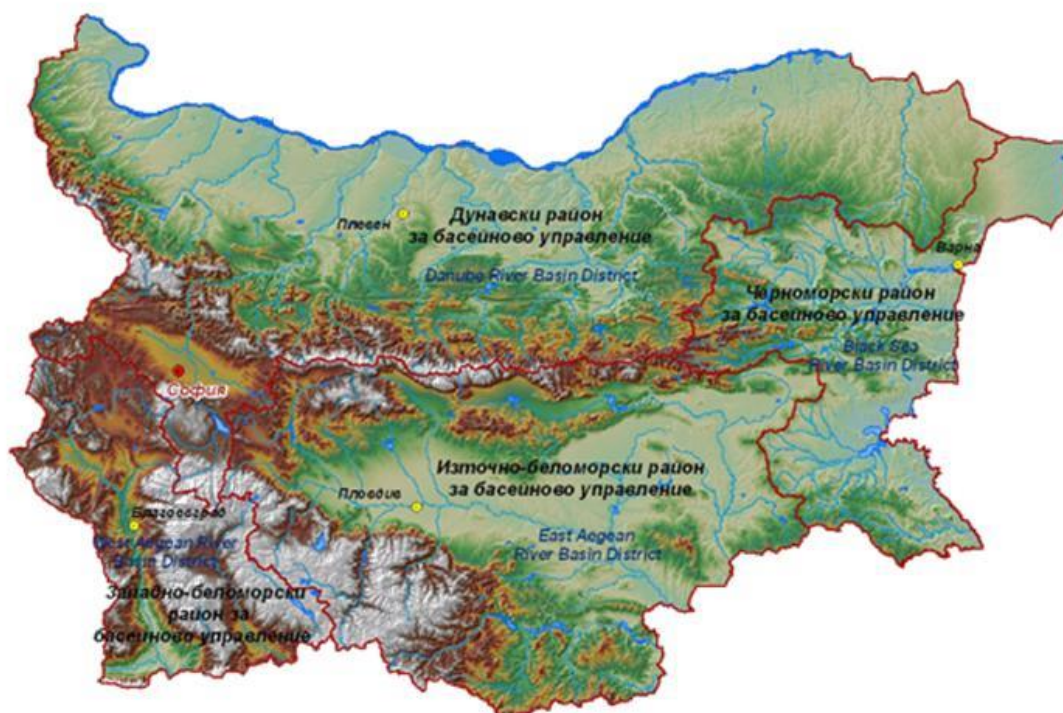 Плевен
Дунавски район
за басейново управление
Danube River Basin District
Варна
Черноморски район
за басейново управление
Black Sea
River Basin District
София
Източно-беломорски район
за басейново управление
Пловдив
East Aegean
River Basin District
Благоевград
West Aegean River
Basin District
Западно-беломорски
район за
басейново управление